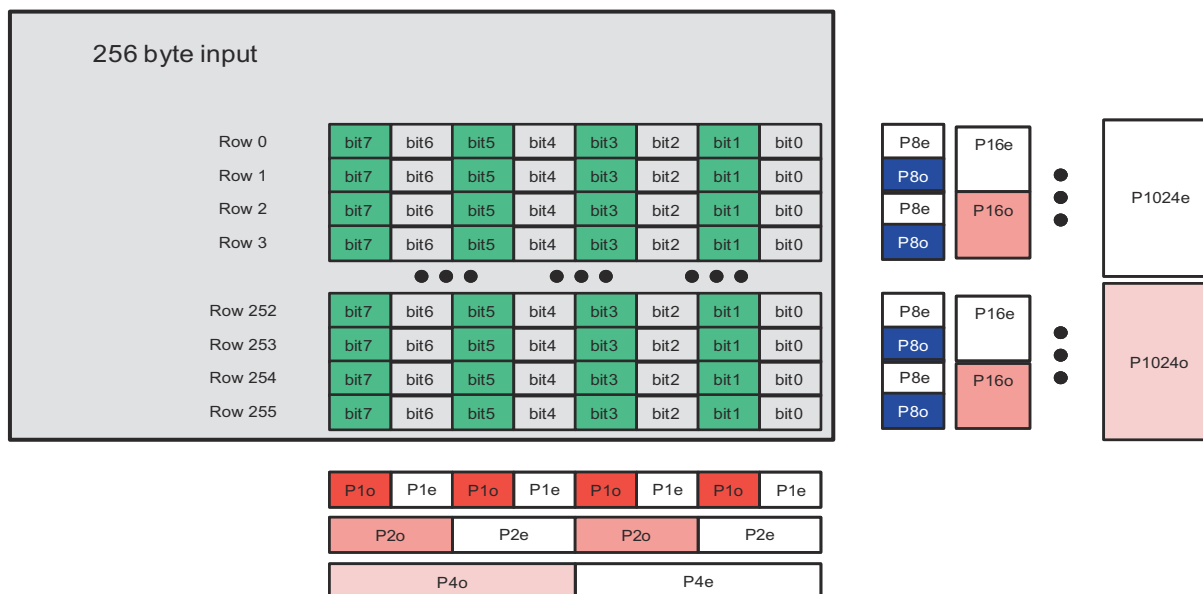 256 byte input
Row 0 bit7 bit6 bit5 bit4 bit3 bit2 bit1 bit0 P8e P16e P1024e
Row 1 bit7 bit6 bit5 bit4 bit3 bit2 bit1 bit0 P8o
Row 2 bit7 bit6 bit5 bit4 bit3 bit2 bit1 bit0 P8e P16o
Row 3 bit7 bit6 bit5 bit4 bit3 bit2 bit1 bit0 P8o
Row 252 bit7 bit6 bit5 bit4 bit3 bit2 bit1 bit0 P8e P16e P1024o
Row 253 bit7 bit6 bit5 bit4 bit3 bit2 bit1 bit0 P8o
Row 254 bit7 bit6 bit5 bit4 bit3 bit2 bit1 bit0 P8e P16o
Row 255 bit7 bit6 bit5 bit4 bit3 bit2 bit1 bit0 P8o
P1o P1e P1o P1e P1o P1e P1o P1e
P2o P2e P2o P2e
P4o P4e